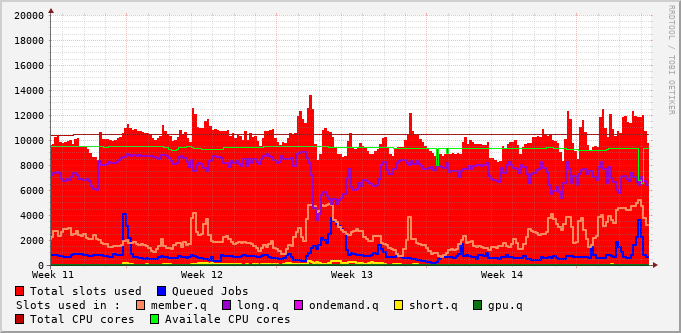 20000
18000
16000
14000
12000
10000
8000
6000
4000
2000
0
Week 11 Week 12 Week 13 Week 14
Total slots used Queued Jobs
Slots used in : member.q long.q ondemand.q short.q gpu.q
Total CPU cores Availale CPU cores
RRDTOOL / TOBI OETIKER